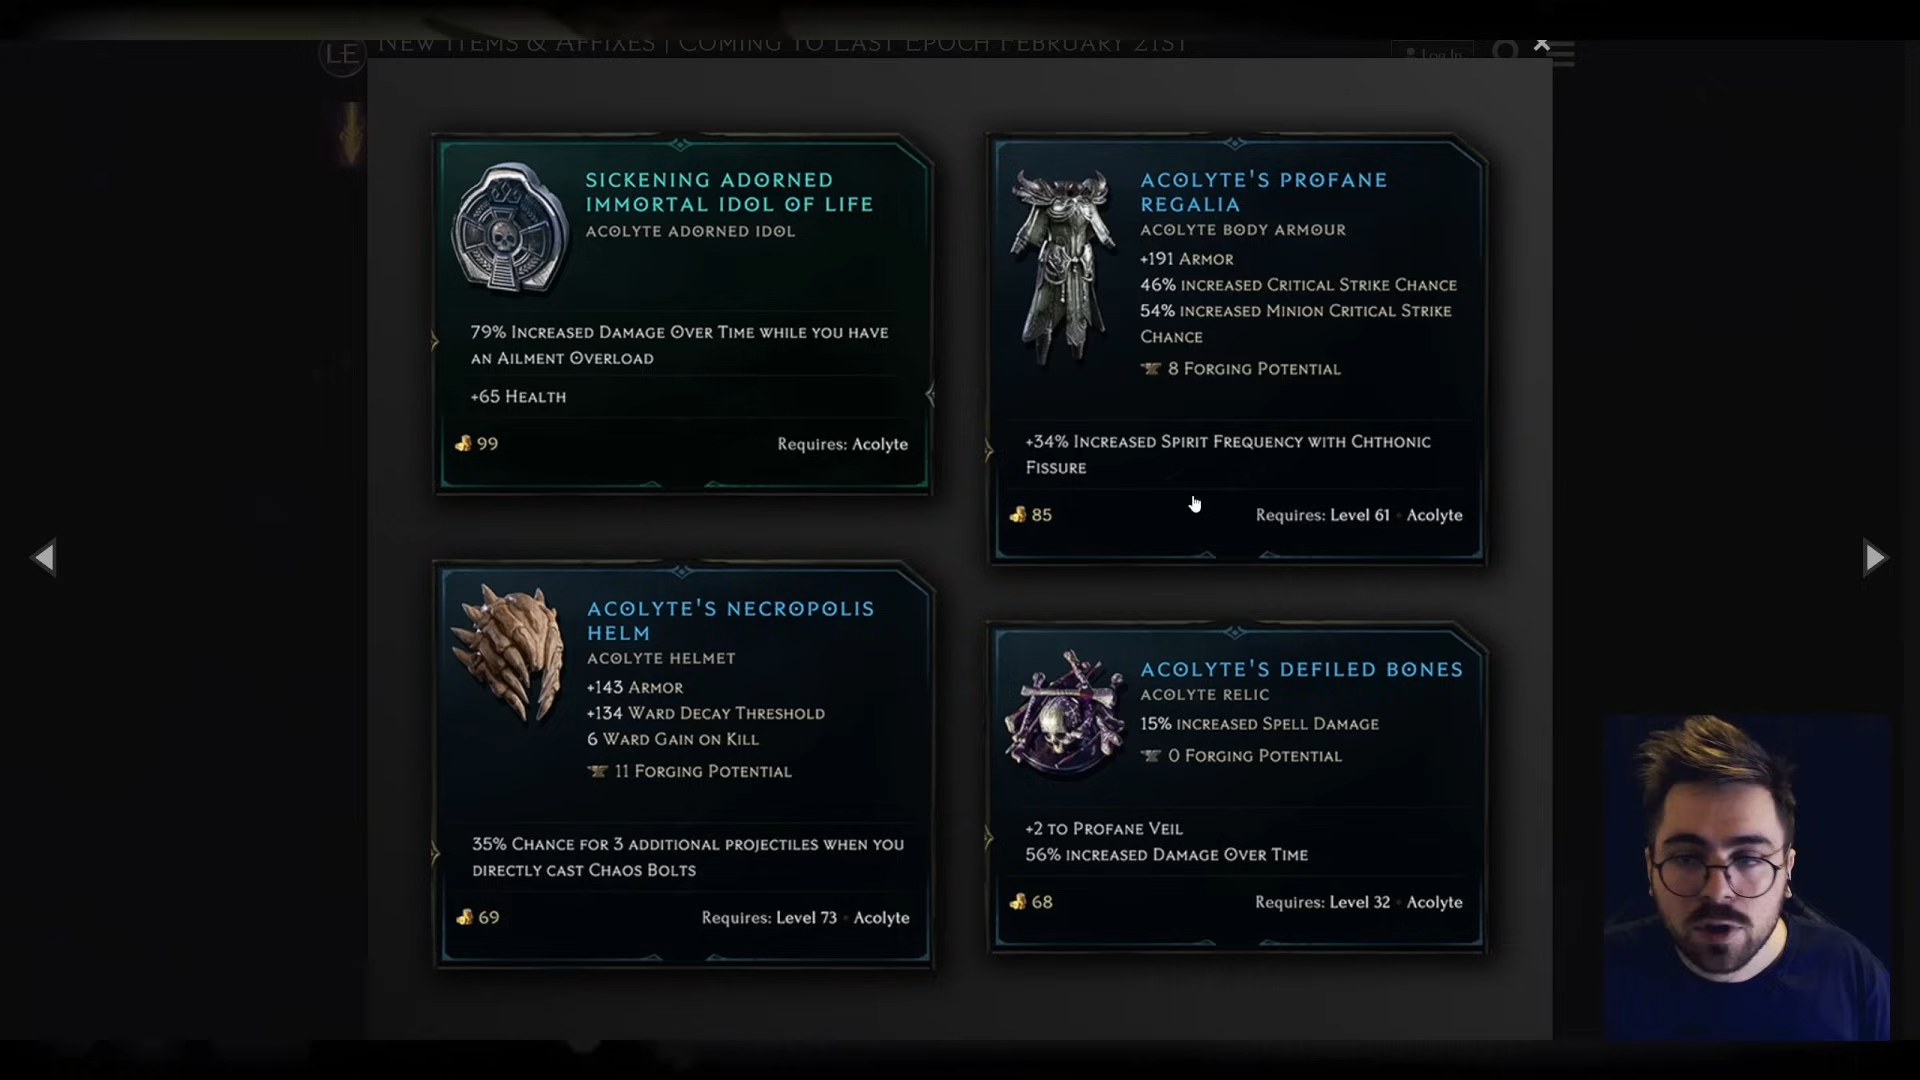 LE
NEW ITEMS & AFFIXES | COMING TO LAST EPOCH FEBRUARY 21ST
Log In
SICKENING ADORNED
IMMORTAL IDOL OF LIFE
ACOLYTE ADORNED IDOL
79% INCREASED DAMAGE OVER TIME WHILE YOU HAVE
AN AILMENT OVERLOAD
+65 HEALTH
99
Requires: Acolyte
ACOLYTE'S PROFANE
REGALIA
ACOLYTE BODY ARMOUR
+191 ARMOR
46% INCREASED CRITICAL STRIKE CHANCE
54% INCREASED MINION CRITICAL STRIKE
CHANCE
8 FORGING POTENTIAL
+34% INCREASED SPIRIT FREQUENCY WITH CHTHONIC
FISSURE
85
Requires: Level 61 • Acolyte
ACOLYTE'S NECROPOLIS
HELM
ACOLYTE HELMET
+143 ARMOR
+134 WARD DECAY THRESHOLD
6 WARD GAIN ON KILL
11 FORGING POTENTIAL
35% CHANCE FOR 3 ADDITIONAL PROJECTILES WHEN YOU
DIRECTLY CAST CHAOS BOLTS
69
Requires: Level 73 • Acolyte
ACOLYTE'S DEFILED BONES
ACOLYTE RELIC
15% INCREASED SPELL DAMAGE
0 FORGING POTENTIAL
+2 TO PROFANE VEIL
56% INCREASED DAMAGE OVER TIME
68
Requires: Level 32 • Acolyte